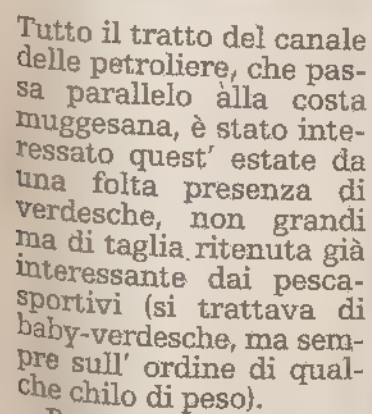 Tutto il tratto del canale
delle petroliere, che pas-
sa parallelo alla costa
muggesana, è stato inte-
ressato quest' estate da
una folta presenza di
verdesche, non grandi
ma di taglia ritenuta già
interessante dai pesca-
sportivi (si trattava di
baby-verdesche, ma sem-
pre sull' ordine di qual-
che chilo di peso).